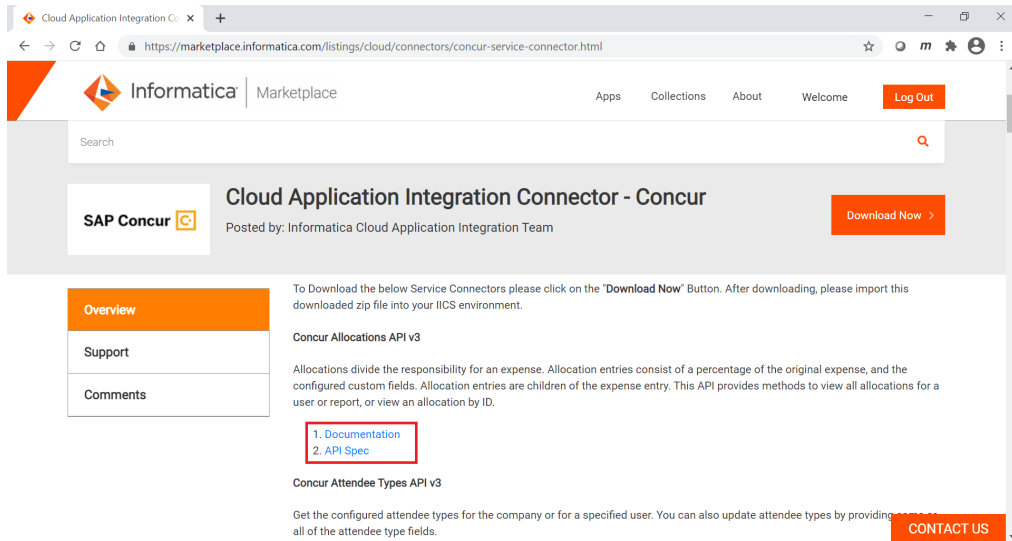 Cloud Application Integration Co
https://marketplace.informatica.com/listings/cloud/connectors/concur-service-connector.html
m
Informatica Marketplace
Apps Collections About Welcome Log Out
Search
Cloud Application Integration Connector - Concur
SAP Concur C
Posted by: Informatica Cloud Application Integration Team
Download Now >
Overview
Support
Comments
To Download the below Service Connectors please click on the "Download Now" Button. After downloading, please import this
downloaded zip file into your IICS environment.
Concur Allocations API v3
Allocations divide the responsibility for an expense. Allocation entries consist of a percentage of the original expense, and the
configured custom fields. Allocation entries are children of the expense entry. This API provides methods to view all allocations for a
user or report, or view an allocation by ID.
1. Documentation
2. API Spec
Concur Attendee Types API v3
Get the configured attendee types for the company or for a specified user. You can also update attendee types by providing
all of the attendee type fields.
CONTACT US